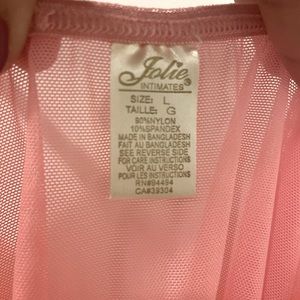 Jolie
INTIMATES
SIZE: L
TAILLE: G
90%NYLON
10%SPANDEX
MADE IN BANGLADESH
FAIT AU BANGLADESH
SEE REVERSE SIDE
FOR CARE INSTRUCTIONS
VOIR AU VERSO
POUR LES INSTRUCTIONS
RN#94494
CA#39304